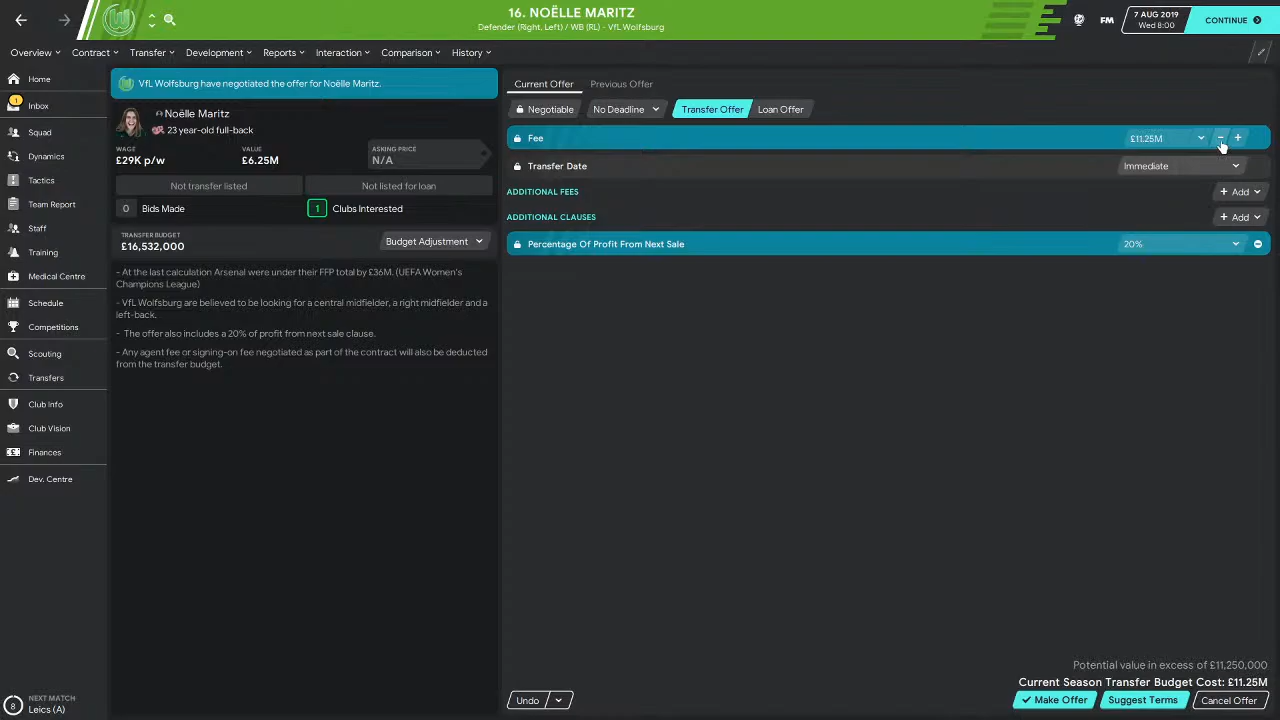 16. NOËLLE MARITZ
Defender (Right, Left) / WB (RL) - VfL Wolfsburg
FM
7 AUG 2019
Wed 8:00
CONTINUE
Overview
Contract
Transfer
Development
Reports
Interaction
Comparison
History
Home
1
Inbox
Squad
Dynamics
Tactics
Team Report
Staff
Training
Medical Centre
Schedule
Competitions
Scouting
Transfers
Club Info
Club Vision
Finances
Dev. Centre
8
NEXT MATCH
Leics (A)
VfL Wolfsburg have negotiated the offer for Noëlle Maritz.
Noëlle Maritz
23 year-old full-back
WAGE
£29K p/w
VALUE
£6.25M
ASKING PRICE
N/A
Not transfer listed
Not listed for loan
0 Bids Made
1 Clubs Interested
TRANSFER BUDGET
£16,532,000
Budget Adjustment
- At the last calculation Arsenal were under their FFP total by £36M. (UEFA Women's
Champions League)
- VfL Wolfsburg are believed to be looking for a central midfielder, a right midfielder and a
left-back.
- The offer also includes a 20% of profit from next sale clause.
- Any agent fee or signing-on fee negotiated as part of the contract will also be deducted
from the transfer budget.
Current Offer
Previous Offer
Negotiable
No Deadline
Transfer Offer
Loan Offer
Fee
£11.25M
Transfer Date
Immediate
ADDITIONAL FEES
+ Add
ADDITIONAL CLAUSES
+ Add
Percentage Of Profit From Next Sale
20%
Potential value in excess of £11,250,000
Current Season Transfer Budget Cost: £11.25M
Undo
Make Offer
Suggest Terms
Cancel Offer